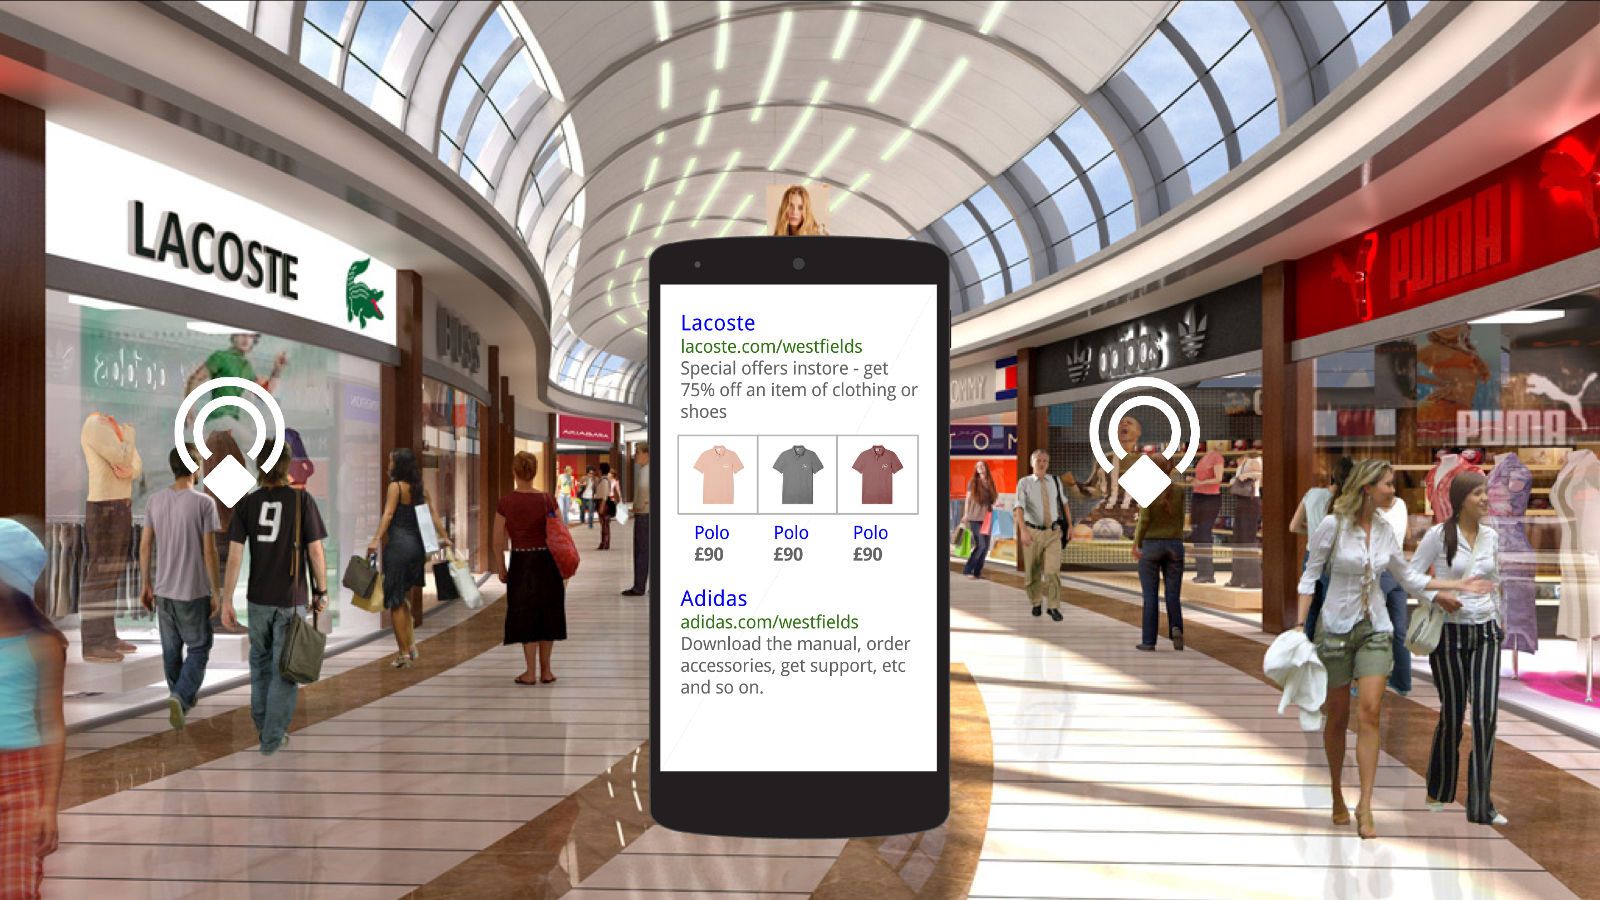 LACOSTE
HUGS
TOMMY
adidas
PUMA
PUMA
9
Lacoste
lacoste.com/westfields
Special offers instore - get
75% off an item of clothing or
shoes
Polo Polo Polo
£90 £90 £90
Adidas
adidas.com/westfields
Download the manual, order
accessories, get support, etc
and so on.